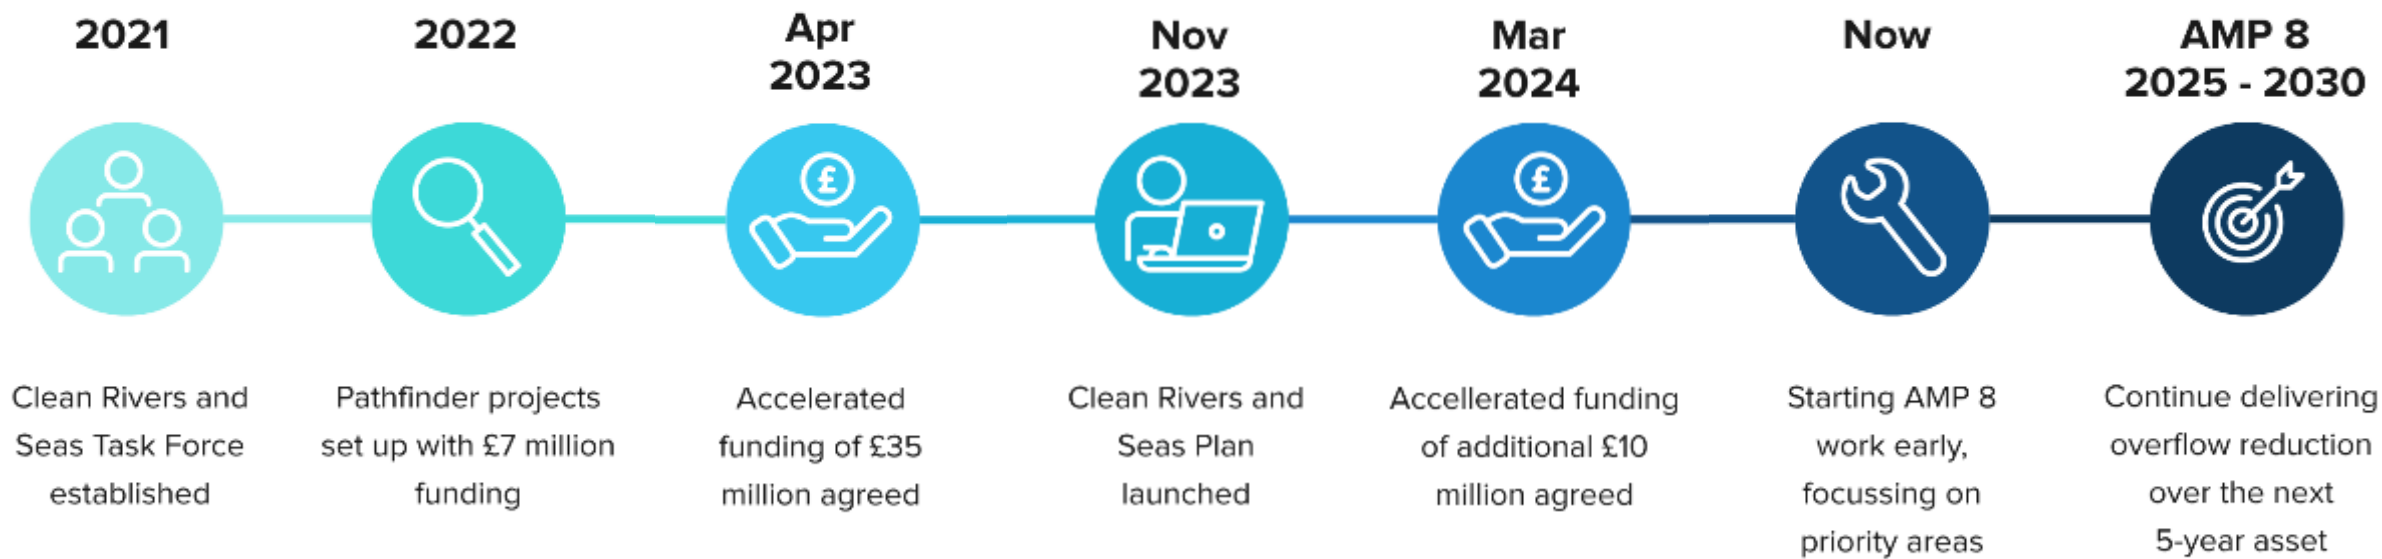 2021
Clean Rivers and
Seas Task Force
established
2022
Pathfinder projects
set up with £7 million
funding
Apr
2023
£
Accelerated
funding of £35
million agreed
Nov
2023
Clean Rivers and
Seas Plan
launched
Mar
2024
£
Accellerated funding
of additional £10
million agreed
Now
Starting AMP 8
work early,
focussing on
priority areas
AMP 8
2025 - 2030
Continue delivering
overflow reduction
over the next
5-year asset